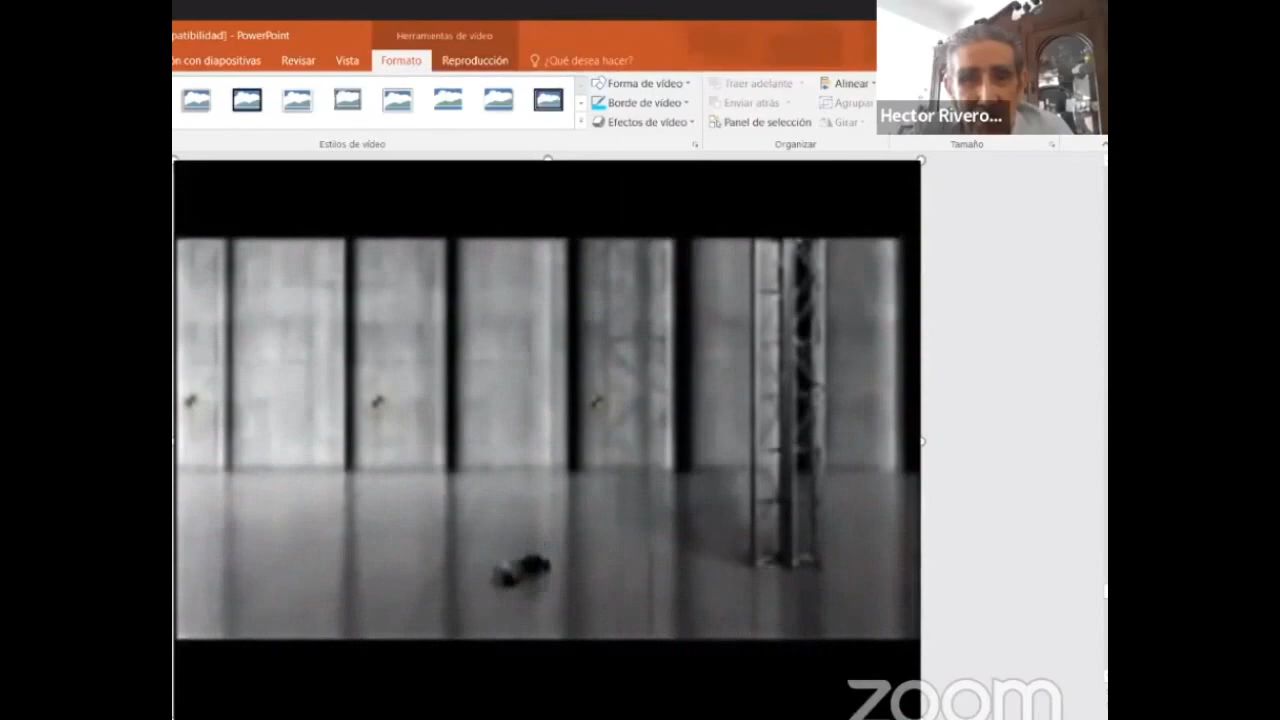 patibilidad] - PowerPoint
Herramientas de vídeo
ón con diapositivas Revisar Vista Formato Reproducción ¿Qué desea hacer?
Forma de vídeo
Borde de vídeo
Efectos de vídeo
Traer adelante
Enviar atrás
Panel de selección
Alinear
Agrupar
Girar
Estilos de vídeo Organizar Tamaño
Hector Rivero...
zoom